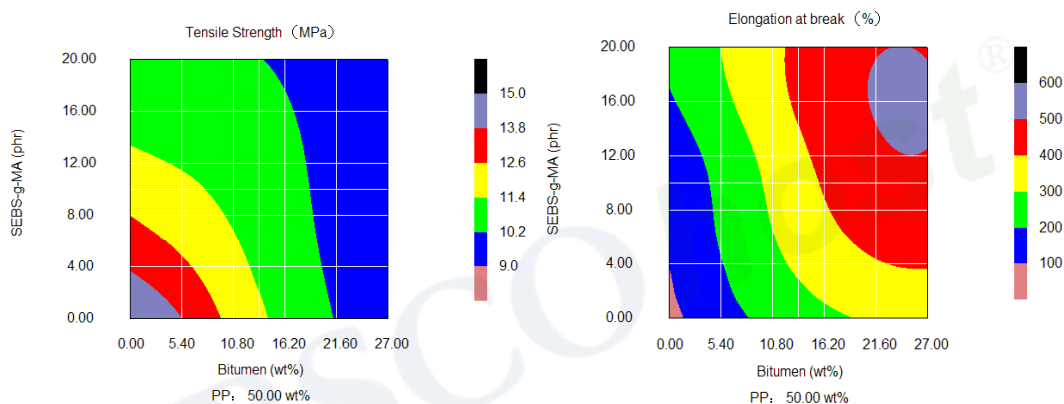 Tensile Strength（MPa）
20.00
16.00
12.00
8.00
4.00
0.00
SEBS-g-MA (phr)
0.00 5.40 10.80 16.20 21.60 27.00
Bitumen (wt%)
PP： 50.00 wt%
15.0
13.8
12.6
11.4
10.2
9.0
Elongation at break（%）
20.00
16.00
12.00
8.00
4.00
0.00
SEBS-g-MA (phr)
0.00 5.40 10.80 16.20 21.60 27.00
Bitumen (wt%)
PP： 50.00 wt%
600
500
400
300
200
100
host®